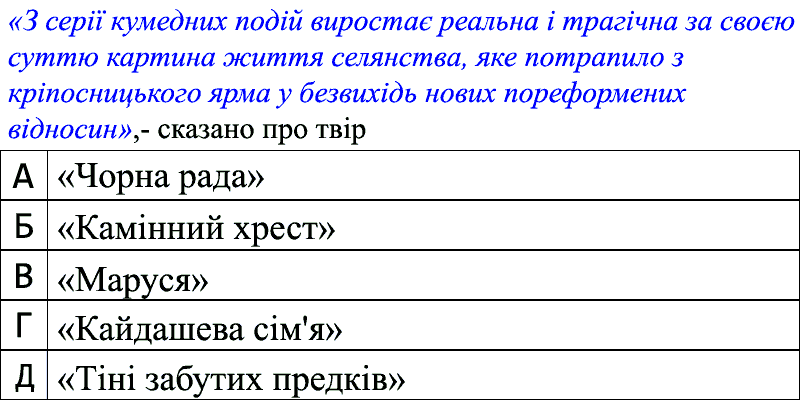 «З серії кумедних подій виростає реальна і трагічна за своєю
суттю картина життя селянства, яке потрапило з
кріпосницького ярма у безвихідь нових пореформених
відносин»,- сказано про твір
А «Чорна рада»
Б «Камінний хрест»
В «Маруся»
Г «Кайдашева сім'я»
Д «Тіні забутих предків»